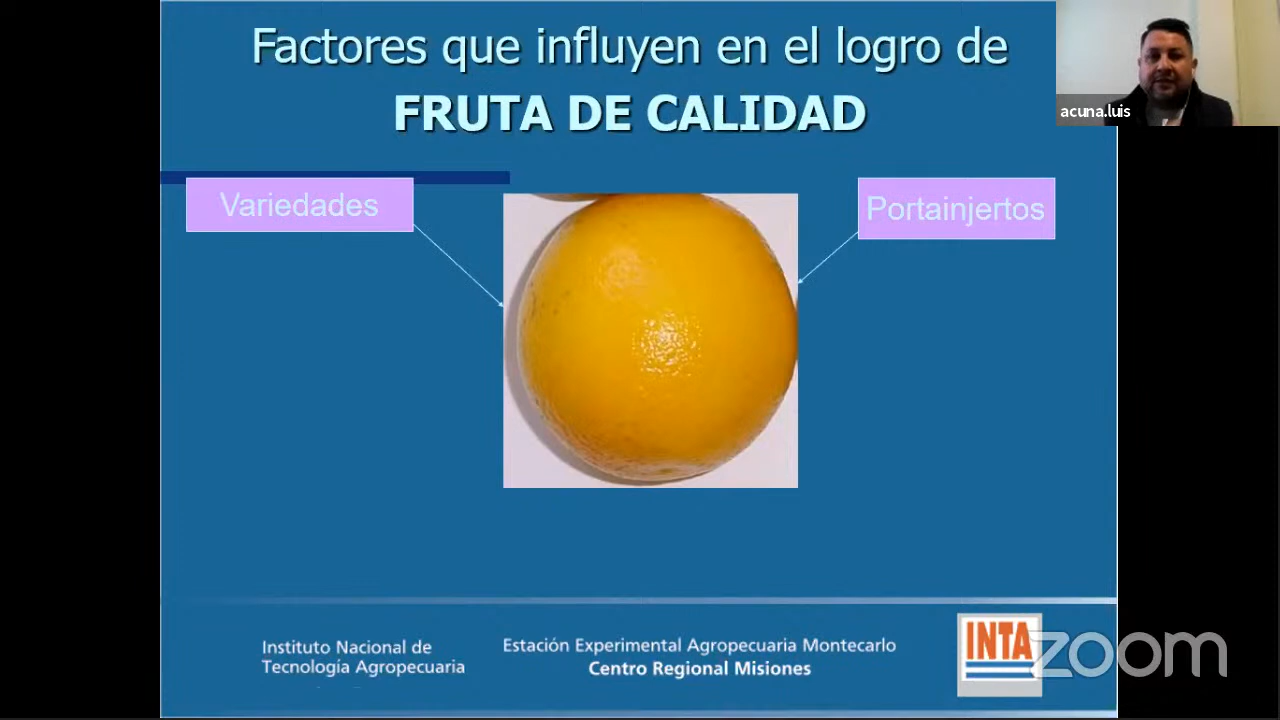 Factores que influyen en el logro de
FRUTA DE CALIDAD
acuna.luis
Variedades
Portainjertos
Instituto Nacional de
Tecnología Agropecuaria
Estación Experimental Agropecuaria Montecarlo
Centro Regional Misiones
INTA
zoom